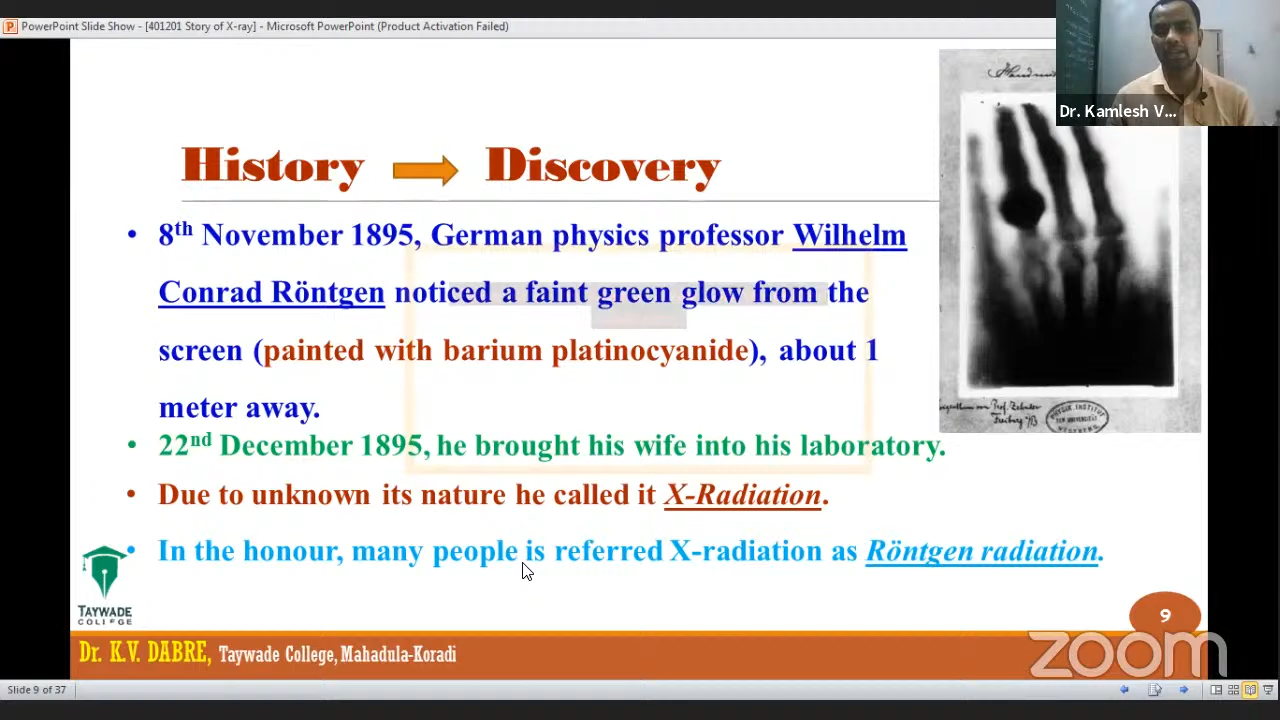 PowerPoint Slide Show - [401201 Story of X-ray] - Microsoft PowerPoint (Product Activation Failed)
Dr. Kamlesh V...
History Discovery
• 8th November 1895, German physics professor Wilhelm
Conrad Röntgen noticed a faint green glow from the
screen (painted with barium platinocyanide), about 1
meter away.
• 22nd December 1895, he brought his wife into his laboratory.
• Due to unknown its nature he called it X-Radiation.
• In the honour, many people is referred X-radiation as Röntgen radiation.
PHYSIK. INSTITUT
TAYWADE
COLLEGE
9
Dr. K.V. DABRE, Taywade College, Mahadula-Koradi
zoom
Slide 9 of 37